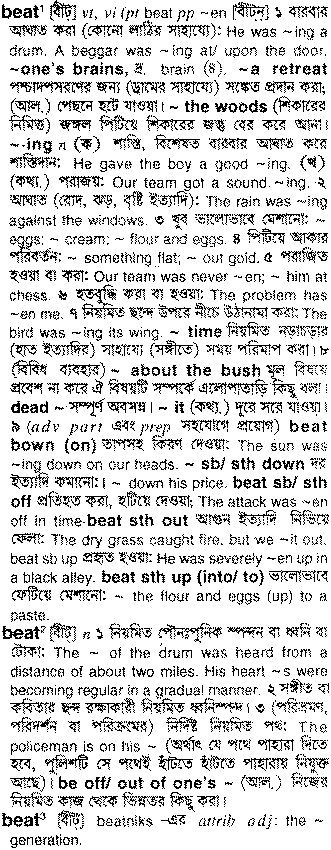 beat¹ [বীট্] vt, vi (pt beat pp ~en [বীট্‌ন্] ১ বারবার
আঘাত করা (কোনো লাঠির সাহায্যে): He was ~ing a
drum. A beggar was ~ing at/ upon the door.
~one's brains, দ্র. brain (৪). ~a retreat
পশ্চাদপসরণের জন্য (ড্রামের সাহায্যে) সঙ্কেত প্রদান করা;
(আল.) পেছনে হটে যাওয়া। ~ the woods (শিকারের
নিমিত্ত) জঙ্গল পিটিয়ে শিকারের জন্তু বের করে আনা।
~·ing n (ক) শাস্তি, বিশেষত বারবার আঘাত করে
শাস্তিদান: He gave the boy a good ~ing. (খ)
(কথ্য.) পরাজয়: Our team got a sound ~ing. ২
আঘাত (রোদ, ঝড়, বৃষ্টি ইত্যাদি): The rain was ~ing
against the windows. ৩ খুব ভালোভাবে মেশানো: ~
eggs; ~ cream; ~ flour and eggs. ৪ পিটিয়ে আকার
পরিবর্তন: ~ something flat; ~ out gold. ৫ পরাজিত
হওয়া বা করা: Our team was never ~en; ~ him at
chess. ৬ হতবুদ্ধি করা বা হওয়া: The problem has
~en me. ৭ নিয়মিত ছন্দে উপরে নীচে উঠানামা করা: The
bird was ~ing its wing. ~ time নিয়মিত নড়াচড়ার
(হাত ইত্যাদির) সাহায্যে (সঙ্গীতে) সময় পরিমাপ করা। ৮
(বিবিধ ব্যবহার) ~ about the bush মূল বিষয়ে
প্রবেশ না করে ঐ বিষয়টি সম্পর্কে এলোপাতাড়ি কিছু বলা।
dead ~ সম্পূর্ণ অবসন্ন। ~ it (কথ্য.) দূরে সরে যাওয়া।
৯ (adv part এবং prep সহযোগে প্রয়োগ) beat
bown (on) তাপসহ কিরণ দেওয়া: The sun was
~ing down on our heads. ~ sb/ sth down দর
ইত্যাদি কমানো: ~ down his price. beat sb/ sth
off প্রতিহত করা, হটিয়ে দেওয়া; The attack was ~en
off in time. beat sth out আগুন ইত্যাদি নিভিয়ে
ফেলা: The dry grass caught fire, but we ~it out.
beat sb up প্রহৃত হওয়া: He was severely ~en up in
a black alley. beat sth up (into/ to) ভালোভাবে
ফেটিয়ে মেশানো: ~ the flour and eggs (up) to a
paste.
beat² [বীট্] n ১ নিয়মিত পৌনঃপুনিক স্পন্দন বা ধ্বনি বা
টোকা: The ~ of the drum was heard from a
distance of about two miles. His heart ~s were
becoming regular in a gradual manner. ২ সঙ্গীত বা
কবিতার ছন্দ রক্ষাকারী নিয়মিত ধ্বনিস্পন্দ। ৩ (পরিভ্রমণ,
পরিদর্শন বা পরিক্রমের) নির্দিষ্ট নিয়মিত পথ: The
policeman is on his ~ (অর্থাৎ যে পথে পাহারা দিতে
হবে, পুলিশটি সে পথেই হাঁটতে হাঁটতে পাহারায় নিযুক্ত
আছে)। be off/ out of one's ~ (আল.) নিজের
নিয়মিত কাজ থেকে ভিন্নতর কিছু করা।
beat³ [বীট্] beatniks –এর attrib adj: the ~
generation.